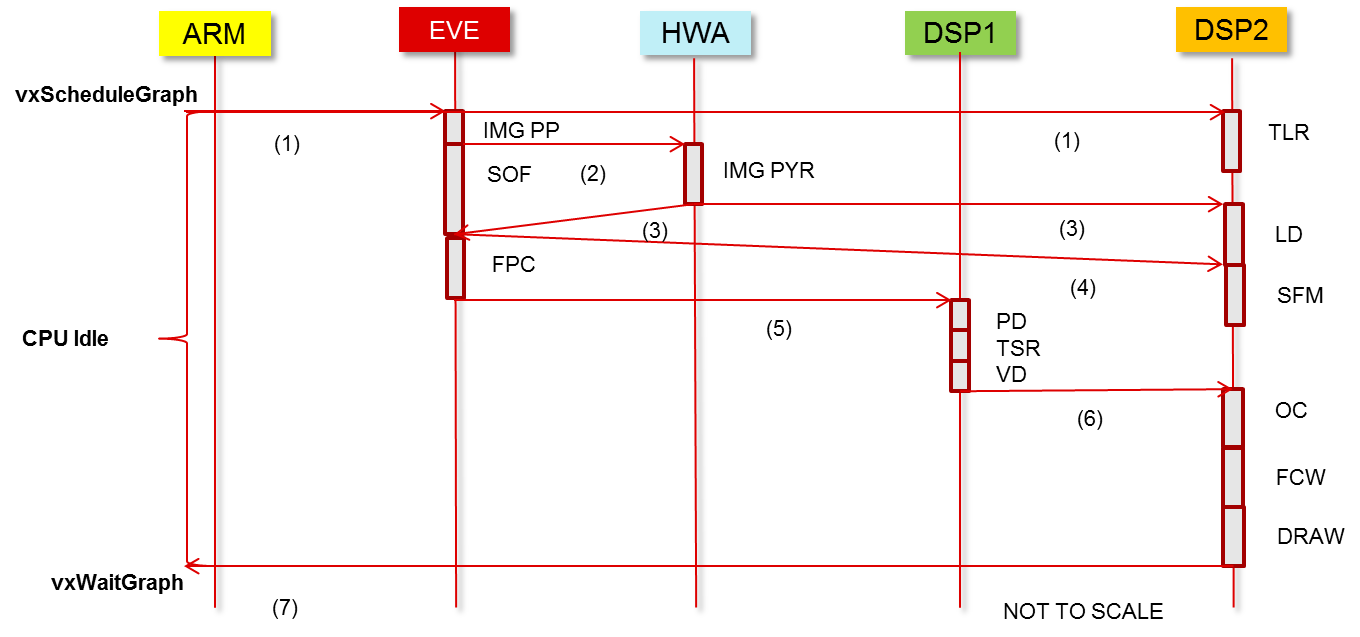 ARM
EVE
HWA
DSP1
DSP2
vxScheduleGraph
(1)
IMG PP
SOF
(2)
IMG PYR
(1)
TLR
(3)
(3)
LD
FPC
(4)
SFM
CPU Idle
(5)
PD
TSR
VD
(6)
OC
FCW
DRAW
vxWaitGraph
(7)
NOT TO SCALE